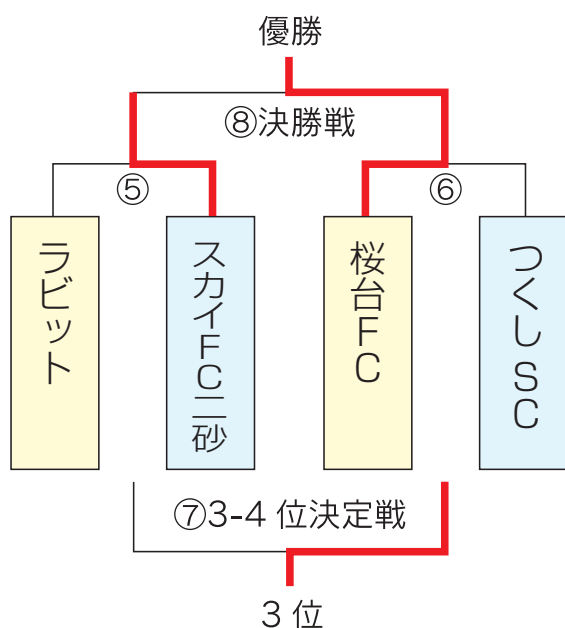 優勝
⑧決勝戦
⑤
⑥
ラビット
スカイFC二砂
桜台FC
つくしSC
⑦3-4 位決定戦
3 位